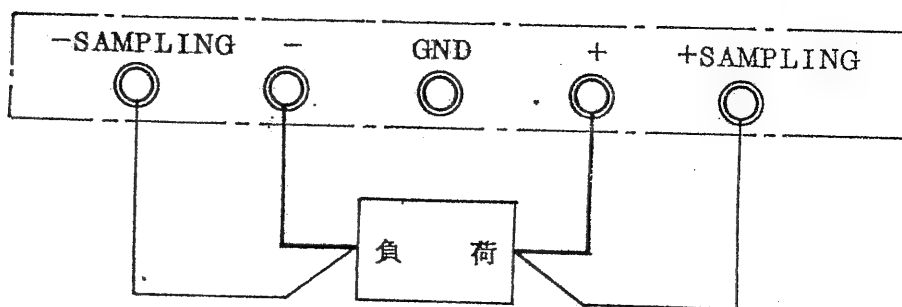 -SAMPLING - GND + +SAMPLING
負 荷